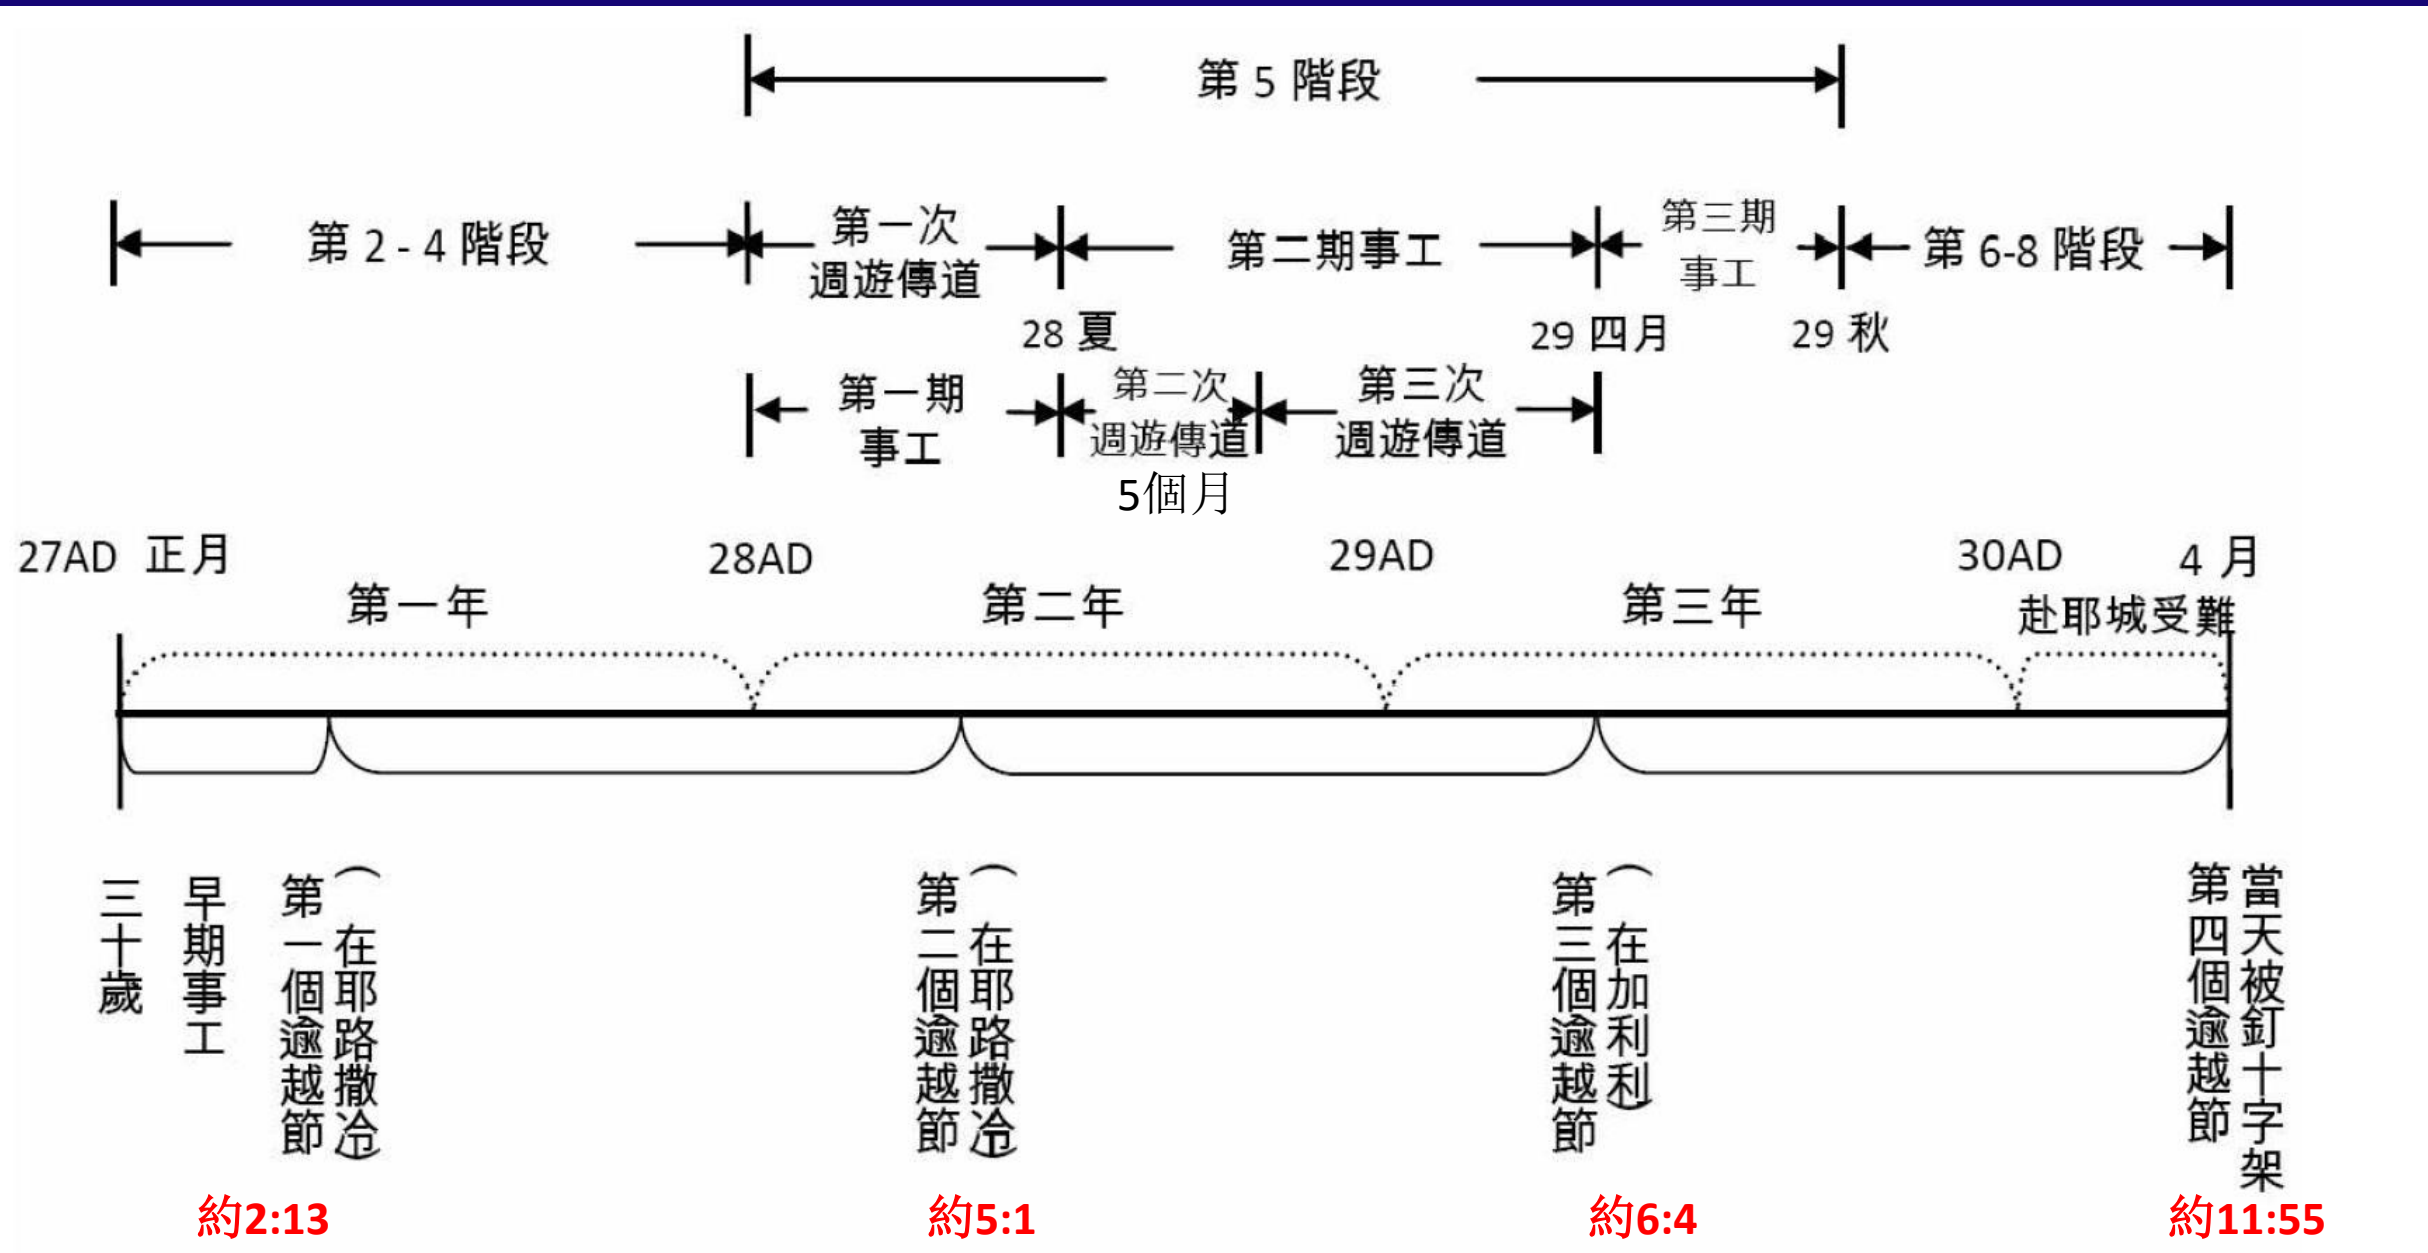 第 5 階段
第 2 - 4 階段
第一次
週遊傳道
第二期事工
第三期
事工
第 6-8 階段
28 夏
29 四月
29 秋
第一期
事工
第二次
週遊傳道
5個月
第三次
週遊傳道
27AD 正月
28AD
29AD
30AD
4 月
第一年
第二年
第三年
赴耶城受難
三十歲
早期事工
第一個逾越節
（在耶路撒冷）
第二個逾越節
（在耶路撒冷）
第三個逾越節
（在加利利）
第四個逾越節
當天被釘十字架
約2:13
約5:1
約6:4
約11:55